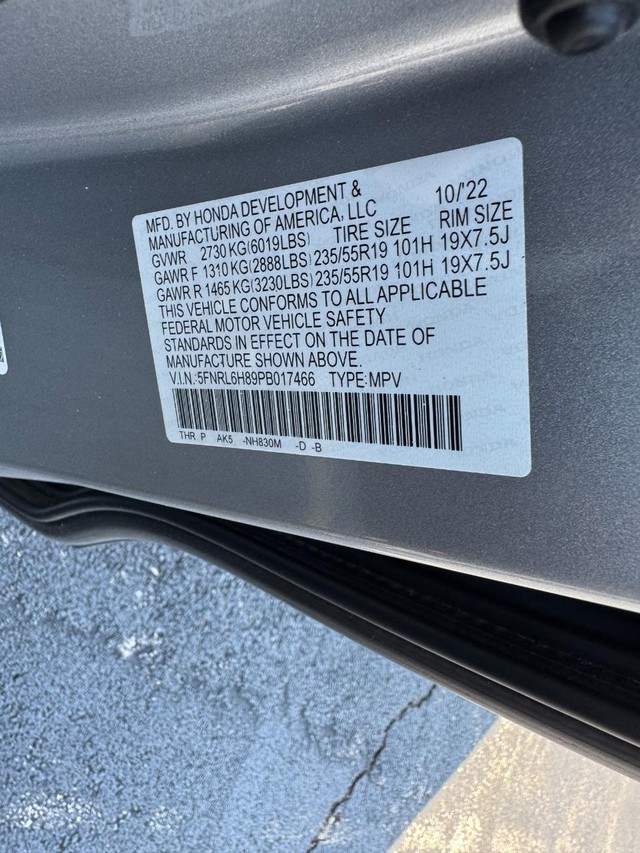 MFD. BY HONDA DEVELOPMENT & 10/'22
MANUFACTURING OF AMERICA, LLC
GVWR 2730 KG(6019LBS) TIRE SIZE RIM SIZE
GAWR F 1310 KG(2888LBS) 235/55R19 101H 19X7.5J
GAWR R 1465 KG(3230LBS) 235/55R19 101H 19X7.5J
THIS VEHICLE CONFORMS TO ALL APPLICABLE
FEDERAL MOTOR VEHICLE SAFETY
STANDARDS IN EFFECT ON THE DATE OF
MANUFACTURE SHOWN ABOVE.
V.I.N.:5FNRL6H89PB017466 TYPE:MPV
THR P AK5 -NH830M -D -B